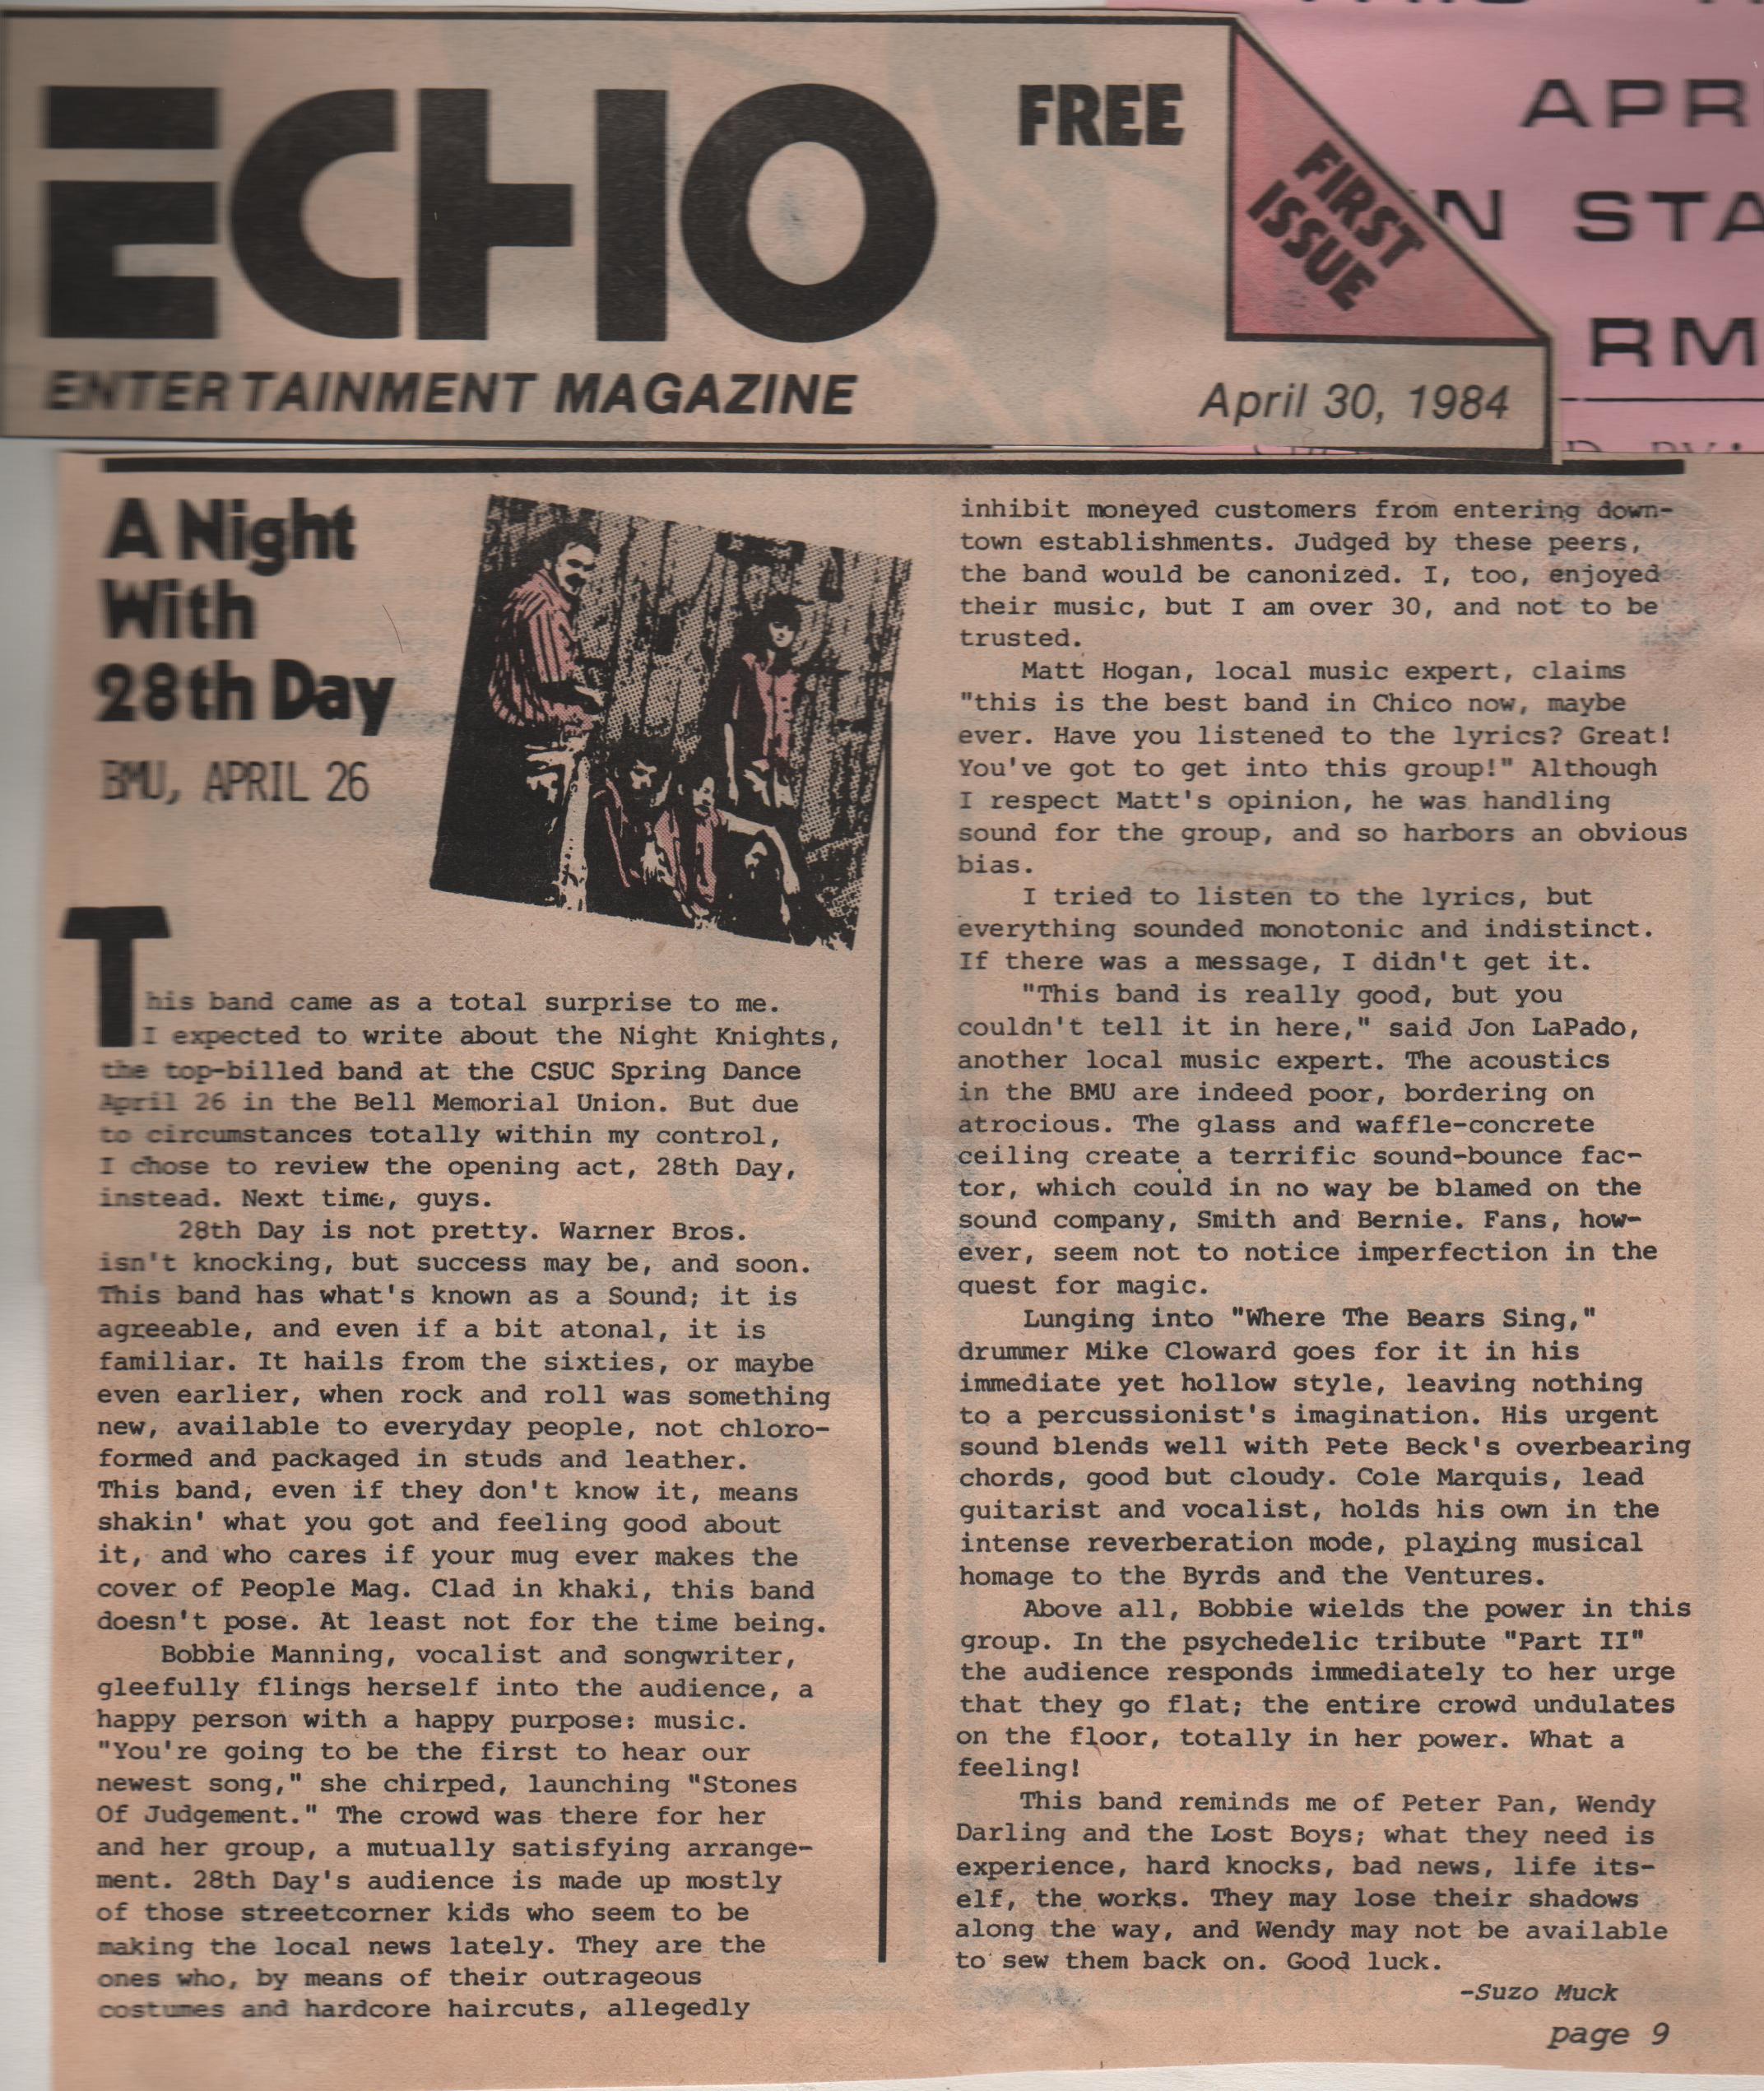 ECHO
FREE
FIRST
ISSUE
ENTERTAINMENT MAGAZINE
April 30, 1984
APR
N STA
RM
A Night
With
28th Day
BMU, APRIL 26
This band came as a total surprise to me.
I expected to write about the Night Knights,
the top-billed band at the CSUC Spring Dance
April 26 in the Bell Memorial Union. But due
to circumstances totally within my control,
I chose to review the opening act, 28th Day,
instead. Next time, guys.
28th Day is not pretty. Warner Bros.
isn't knocking, but success may be, and soon.
This band has what's known as a Sound; it is
agreeable, and even if a bit atonal, it is
familiar. It hails from the sixties, or maybe
even earlier, when rock and roll was something
new, available to everyday people, not chloro-
formed and packaged in studs and leather.
This band, even if they don't know it, means
shakin' what you got and feeling good about
it, and who cares if your mug ever makes the
cover of People Mag. Clad in khaki, this band
doesn't pose. At least not for the time being.
Bobbie Manning, vocalist and songwriter,
gleefully flings herself into the audience, a
happy person with a happy purpose: music.
"You're going to be the first to hear our
newest song," she chirped, launching "Stones
Of Judgement." The crowd was there for her
and her group, a mutually satisfying arrange-
ment. 28th Day's audience is made up mostly
of those streetcorner kids who seem to be
making the local news lately. They are the
ones who, by means of their outrageous
costumes and hardcore haircuts, allegedly
inhibit moneyed customers from entering down-
town establishments. Judged by these peers,
the band would be canonized. I, too, enjoyed
their music, but I am over 30, and not to be
trusted.
Matt Hogan, local music expert, claims
"this is the best band in Chico now, maybe
ever. Have you listened to the lyrics? Great!
You've got to get into this group!" Although
I respect Matt's opinion, he was handling
sound for the group, and so harbors an obvious
bias.
I tried to listen to the lyrics, but
everything sounded monotonic and indistinct.
If there was a message, I didn't get it.
"This band is really good, but you
couldn't tell it in here," said Jon LaPado,
another local music expert. The acoustics
in the BMU are indeed poor, bordering on
atrocious. The glass and waffle-concrete
ceiling create a terrific sound-bounce fac-
tor, which could in no way be blamed on the
sound company, Smith and Bernie. Fans, how-
ever, seem not to notice imperfection in the
quest for magic.
Lunging into "Where The Bears Sing,"
drummer Mike Cloward goes for it in his
immediate yet hollow style, leaving nothing
to a percussionist's imagination. His urgent
sound blends well with Pete Beck's overbearing
chords, good but cloudy. Cole Marquis, lead
guitarist and vocalist, holds his own in the
intense reverberation mode, playing musical
homage to the Byrds and the Ventures.
Above all, Bobbie wields the power in this
group. In the psychedelic tribute "Part II"
the audience responds immediately to her urge
that they go flat; the entire crowd undulates
on the floor, totally in her power. What a
feeling!
This band reminds me of Peter Pan, Wendy
Darling and the Lost Boys; what they need is
experience, hard knocks, bad news, life its-
elf, the works. They may lose their shadows
along the way, and Wendy may not be available
to sew them back on. Good luck.
-Suzo Muck
page 9